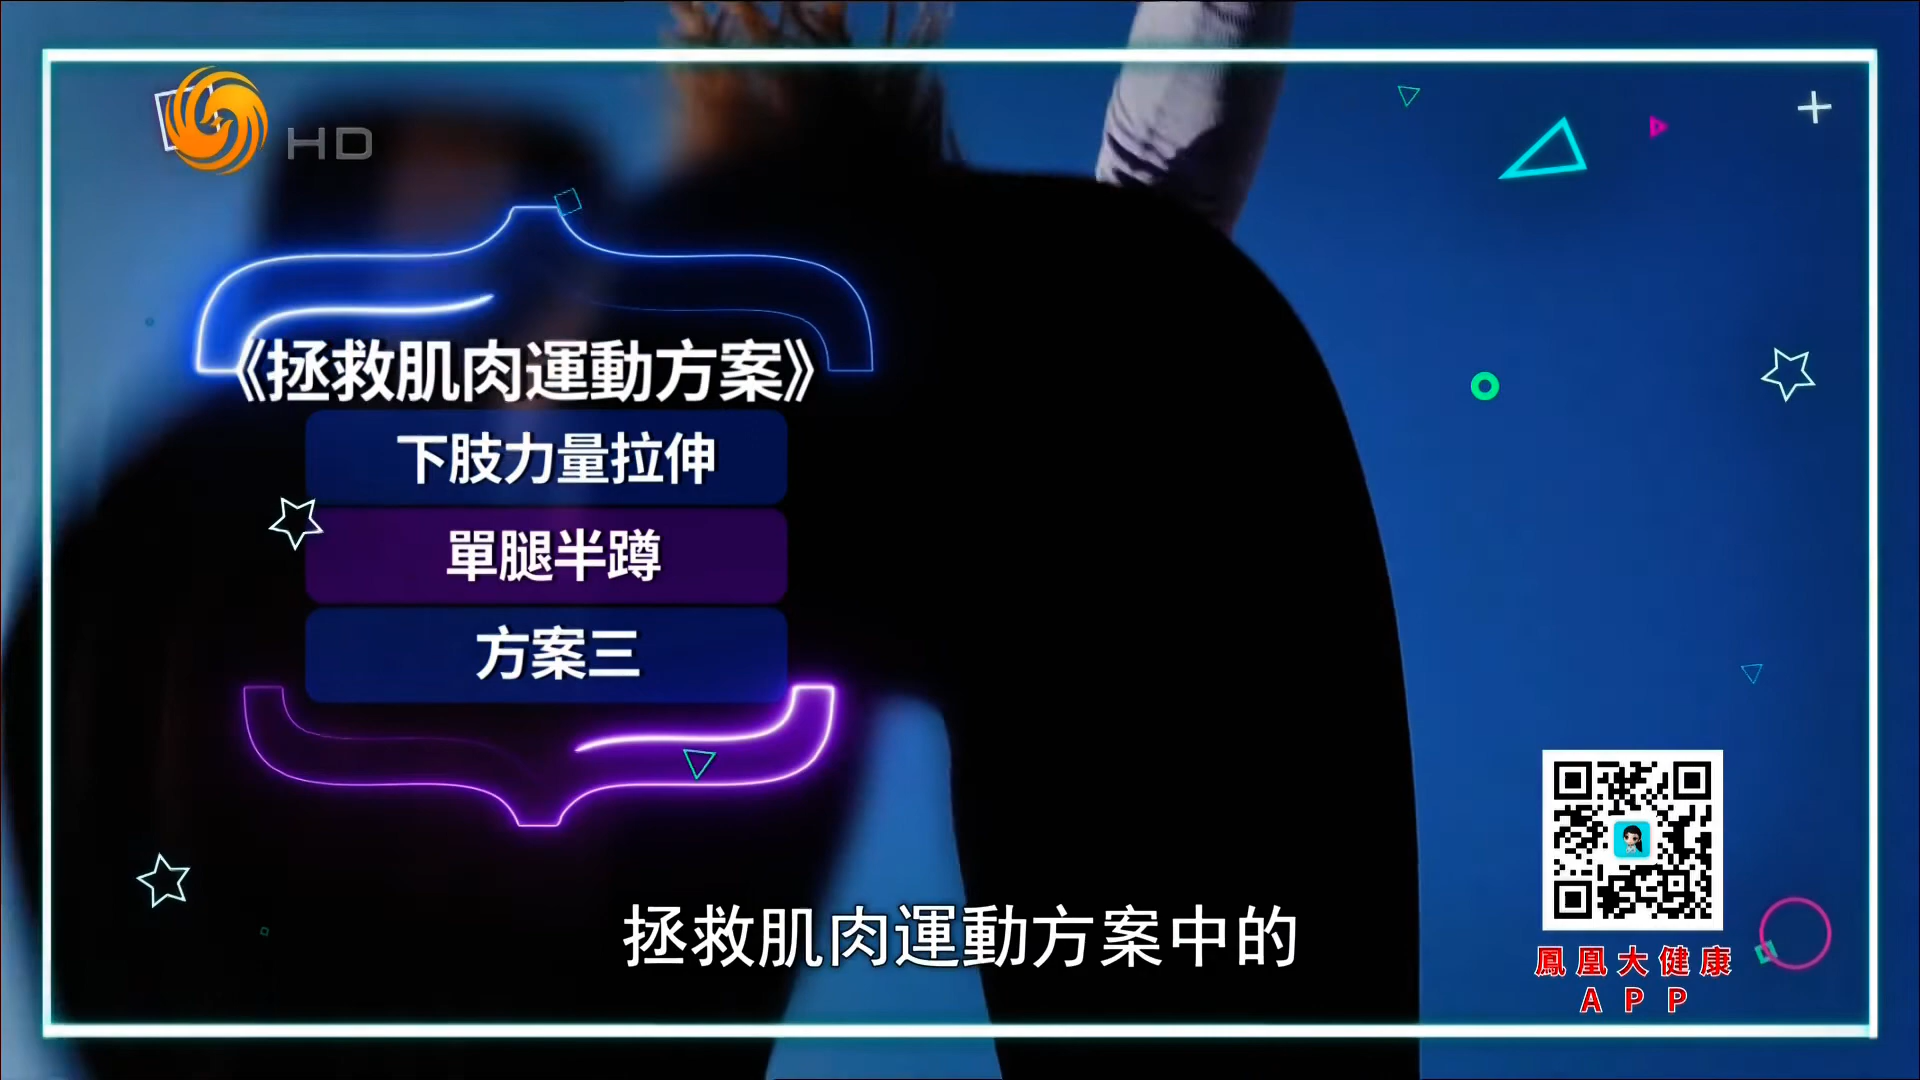 HD
《拯救肌肉運動方案》
下肢力量拉伸
單腿半蹲
方案三
拯救肌肉運動方案中的
鳳凰大健康
APP